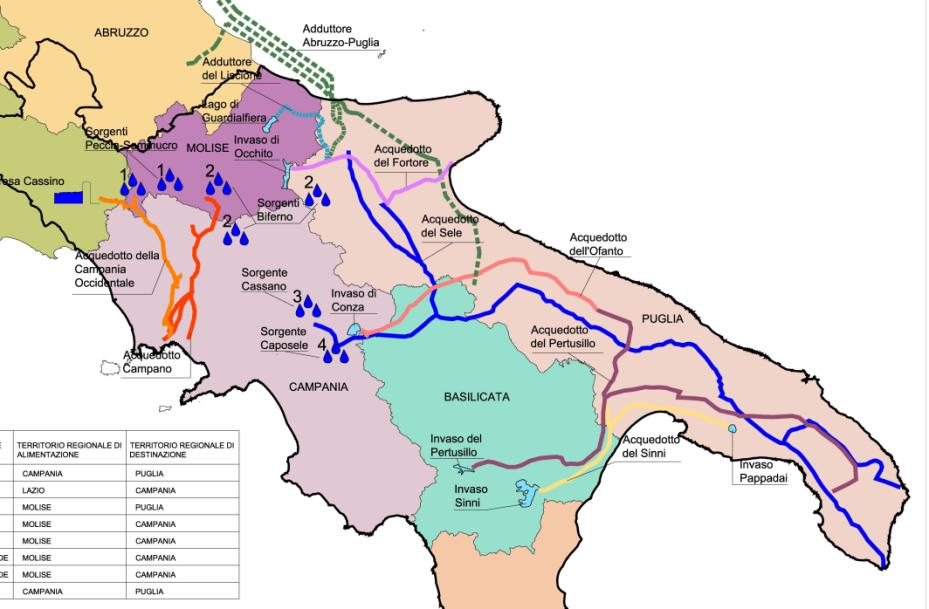 ABRUZZO
Adduttore
Abruzzo-Puglia
Adduttore
del Liscione
Lago di
Guardialfiera
Sorgenti
Peccia-Sammucro
MOLISE
Invaso di
Occhito
Acquedotto
del Fortore
esa Cassino
1
1
2
2
2
Sorgenti
Biferno
Acquedotto
del Sele
Acquedotto della
Campania
Occidentale
Acquedotto
dell'Ofanto
Sorgente
Cassano
3
Invaso di
Conza
Sorgente
Caposele
4
Acquedotto
del Pertusillo
PUGLIA
Acquedotto
Campano
CAMPANIA
BASILICATA
Invaso del
Pertusillo
Acquedotto
del Sinni
Invaso
Sinni
Invaso
Pappadai
E TERRITORIO REGIONALE DI TERRITORIO REGIONALE DI
ALIMENTAZIONE DESTINAZIONE
CAMPANIA PUGLIA
LAZIO CAMPANIA
MOLISE PUGLIA
MOLISE CAMPANIA
MOLISE CAMPANIA
DE MOLISE CAMPANIA
DE MOLISE CAMPANIA
CAMPANIA PUGLIA